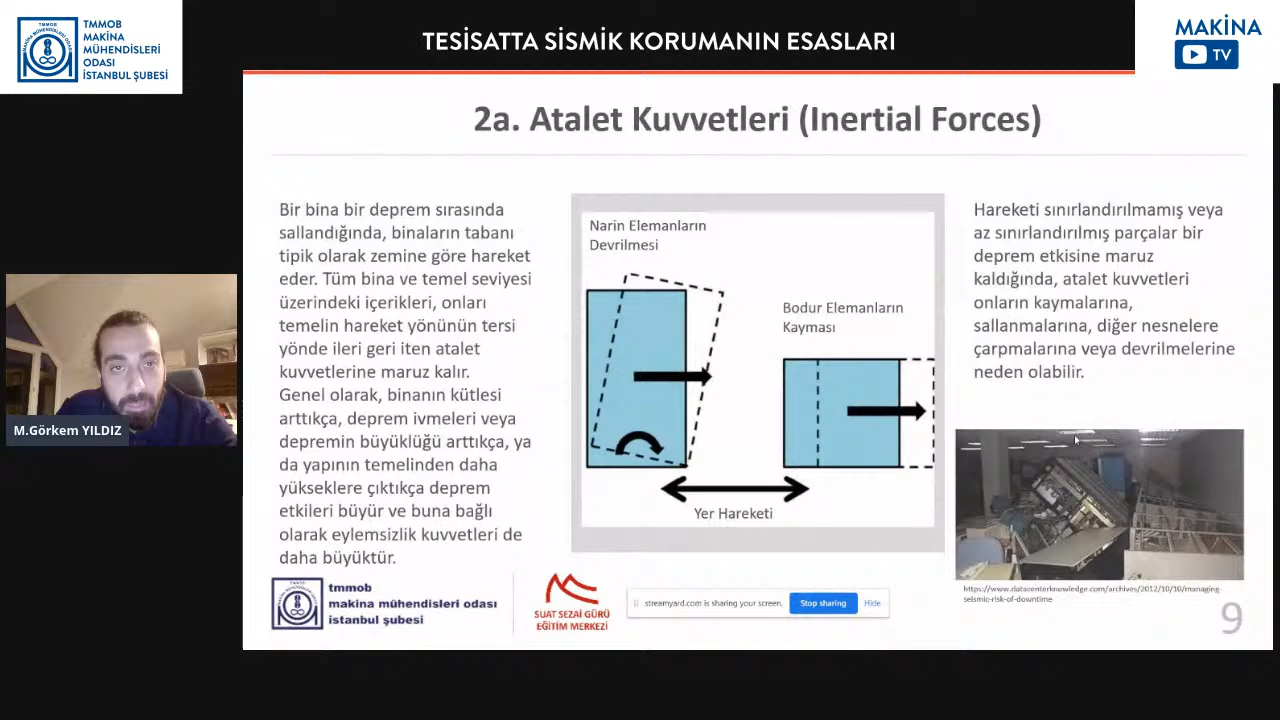 TMMOB
MAKİNA
MÜHENDİSLERİ
ODASI
İSTANBUL ŞUBESİ
TESİSATTA SİSMİK KORUMANIN ESASLARI
MAKİNA
TV
2a. Atalet Kuvvetleri (Inertial Forces)
Bir bina bir deprem sırasında
sallandığında, binaların tabanı
tipik olarak zemine göre hareket
eder. Tüm bina ve temel seviyesi
üzerindeki içerikleri, onları
temelin hareket yönünün tersi
yönde ileri geri iten atalet
kuvvetlerine maruz kalır.
Genel olarak, binanın kütlesi
arttıkça, deprem ivmeleri veya
depremin büyüklüğü arttıkça, ya
da yapının temelinden daha
yükseklere çıktıkça deprem
etkileri büyür ve buna bağlı
olarak eylemsizlik kuvvetleri de
daha büyüktür.
Narin Elemanların
Devrilmesi
Bodur Elemanların
Kayması
Yer Hareketi
Hareketi sınırlandırılmamış veya
az sınırlandırılmış parçalar bir
deprem etkisine maruz
kaldığında, atalet kuvvetleri
onların kaymalarına,
sallanmalarına, diğer nesnelere
çarpmalarına veya devrilmelerine
neden olabilir.
https://www.datacenterknowledge.com/archives/2012/10/10/managing-
seismic-risk-of-downtime
M.Görkem YILDIZ
tmmob
makina mühendisleri odası
istanbul şubesi
SUAT SEZAİ GÜRÜ
EĞİTİM MERKEZİ
streamyard.com is sharing your screen.
Stop sharing
Hide
9